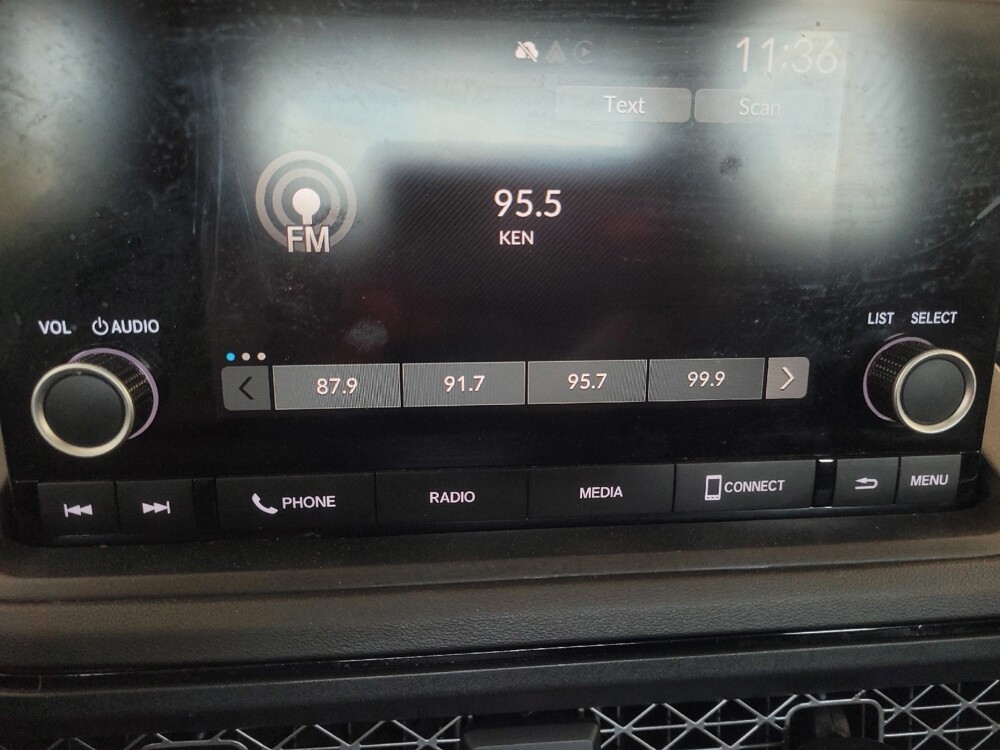 11:36
Text Scan
95.5
KEN
FM
VOL AUDIO
LIST SELECT
87.9 91.7 95.7 99.9
PHONE RADIO MEDIA CONNECT MENU